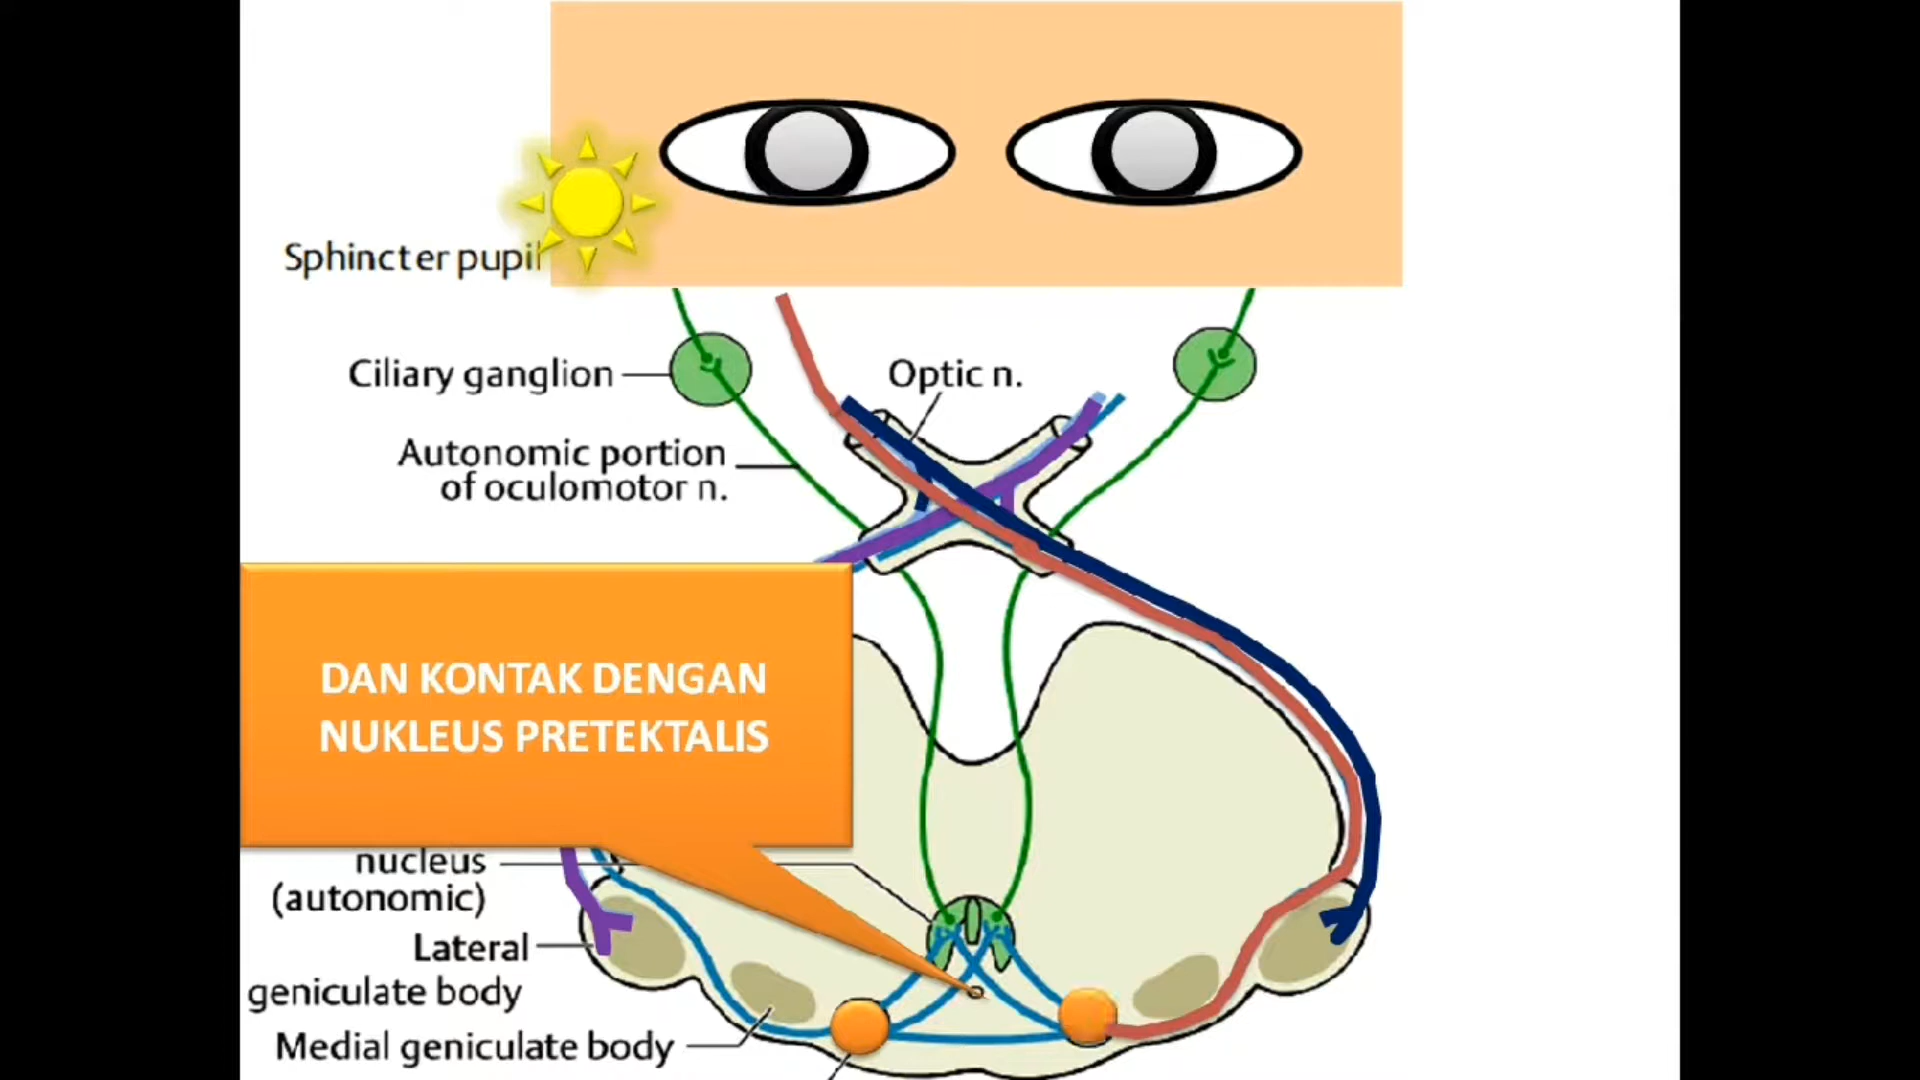 Sphincter pupil
Ciliary ganglion
Optic n.
Autonomic portion
of oculomotor n.
DAN KONTAK DENGAN
NUKLEUS PRETEKTALIS
nucleus
(autonomic)
Lateral
geniculate body
Medial geniculate body